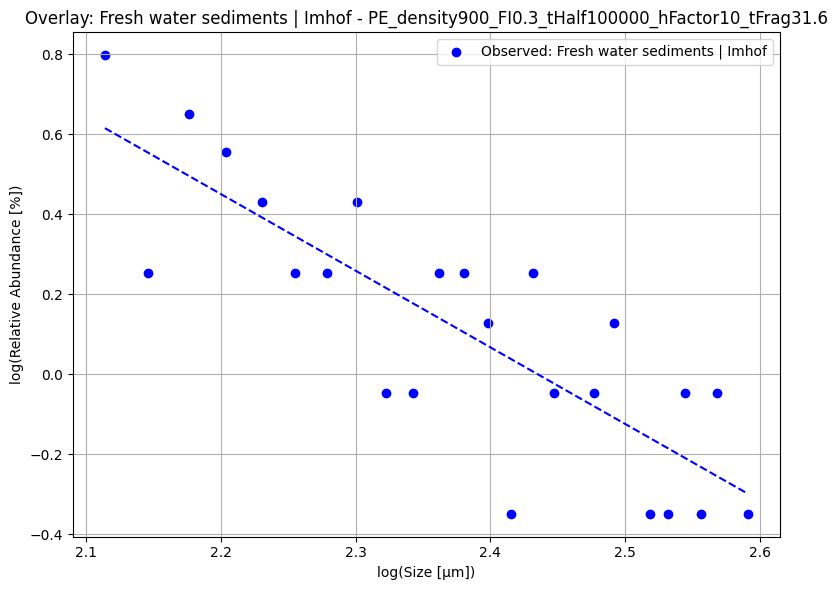 Overlay: Fresh water sediments | Imhof - PE_density900_FI0.3_tHalf100000_hFactor10_tFrag31.6
Observed: Fresh water sediments | Imhof
log(Relative Abundance [%])
0.8
0.6
0.4
0.2
0.0
−0.2
−0.4
2.1 2.2 2.3 2.4 2.5 2.6
log(Size [μm])